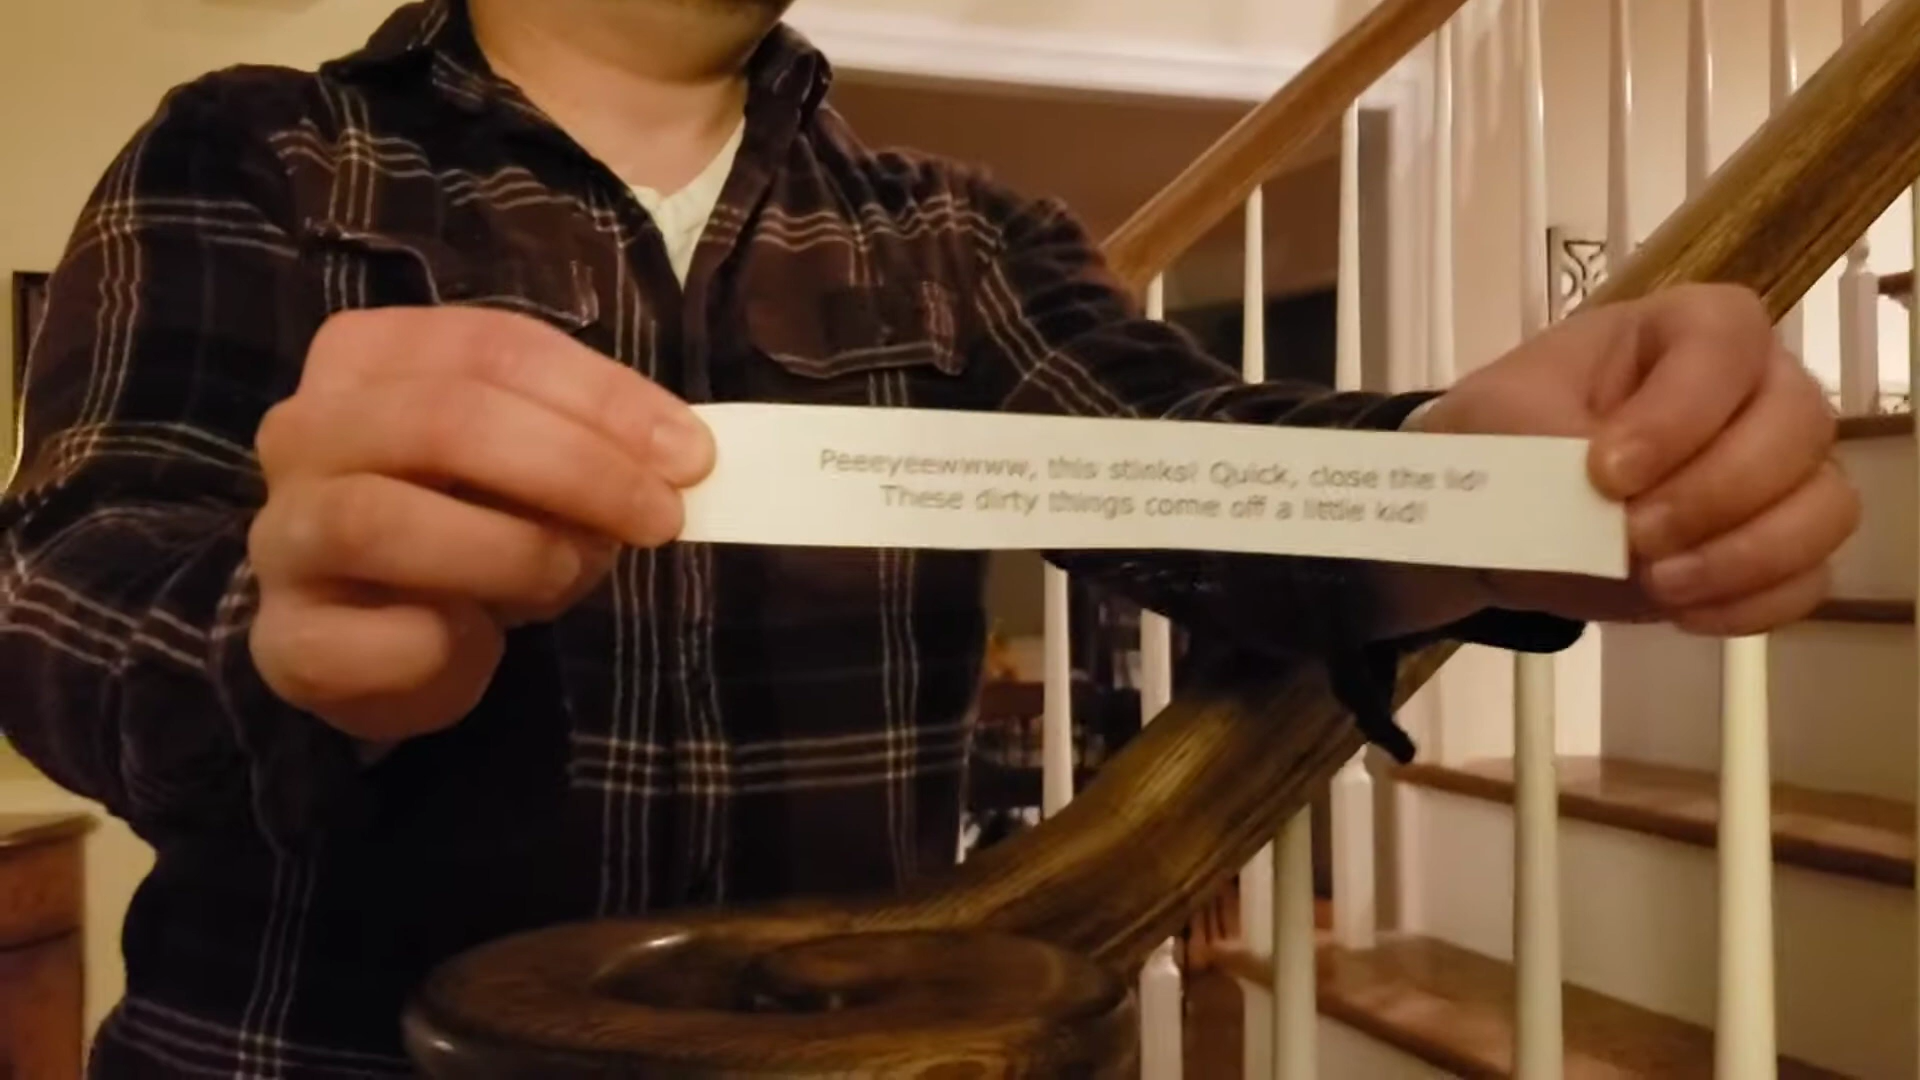 Peeeyeewwww, this stinks! Quick, close the lid!
These dirty things come off a little kid!